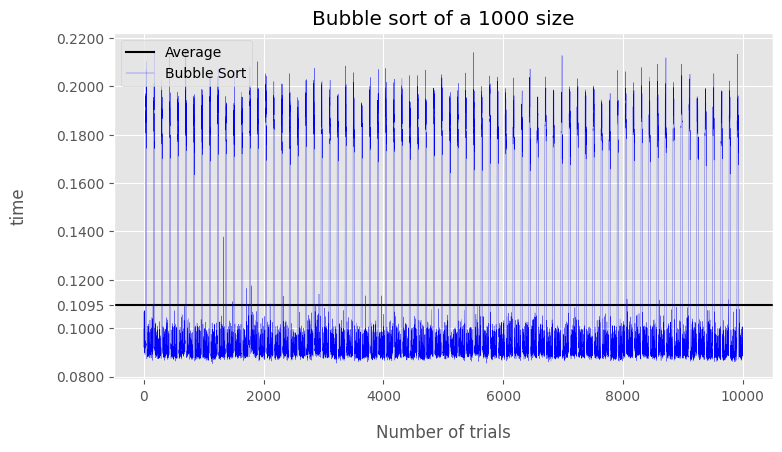 Bubble sort of a 1000 size
Average
Bubble Sort
time
0.2200
0.2000
0.1800
0.1600
0.1400
0.1200
0.1095
0.1000
0.0800
0 2000 4000 6000 8000 10000
Number of trials